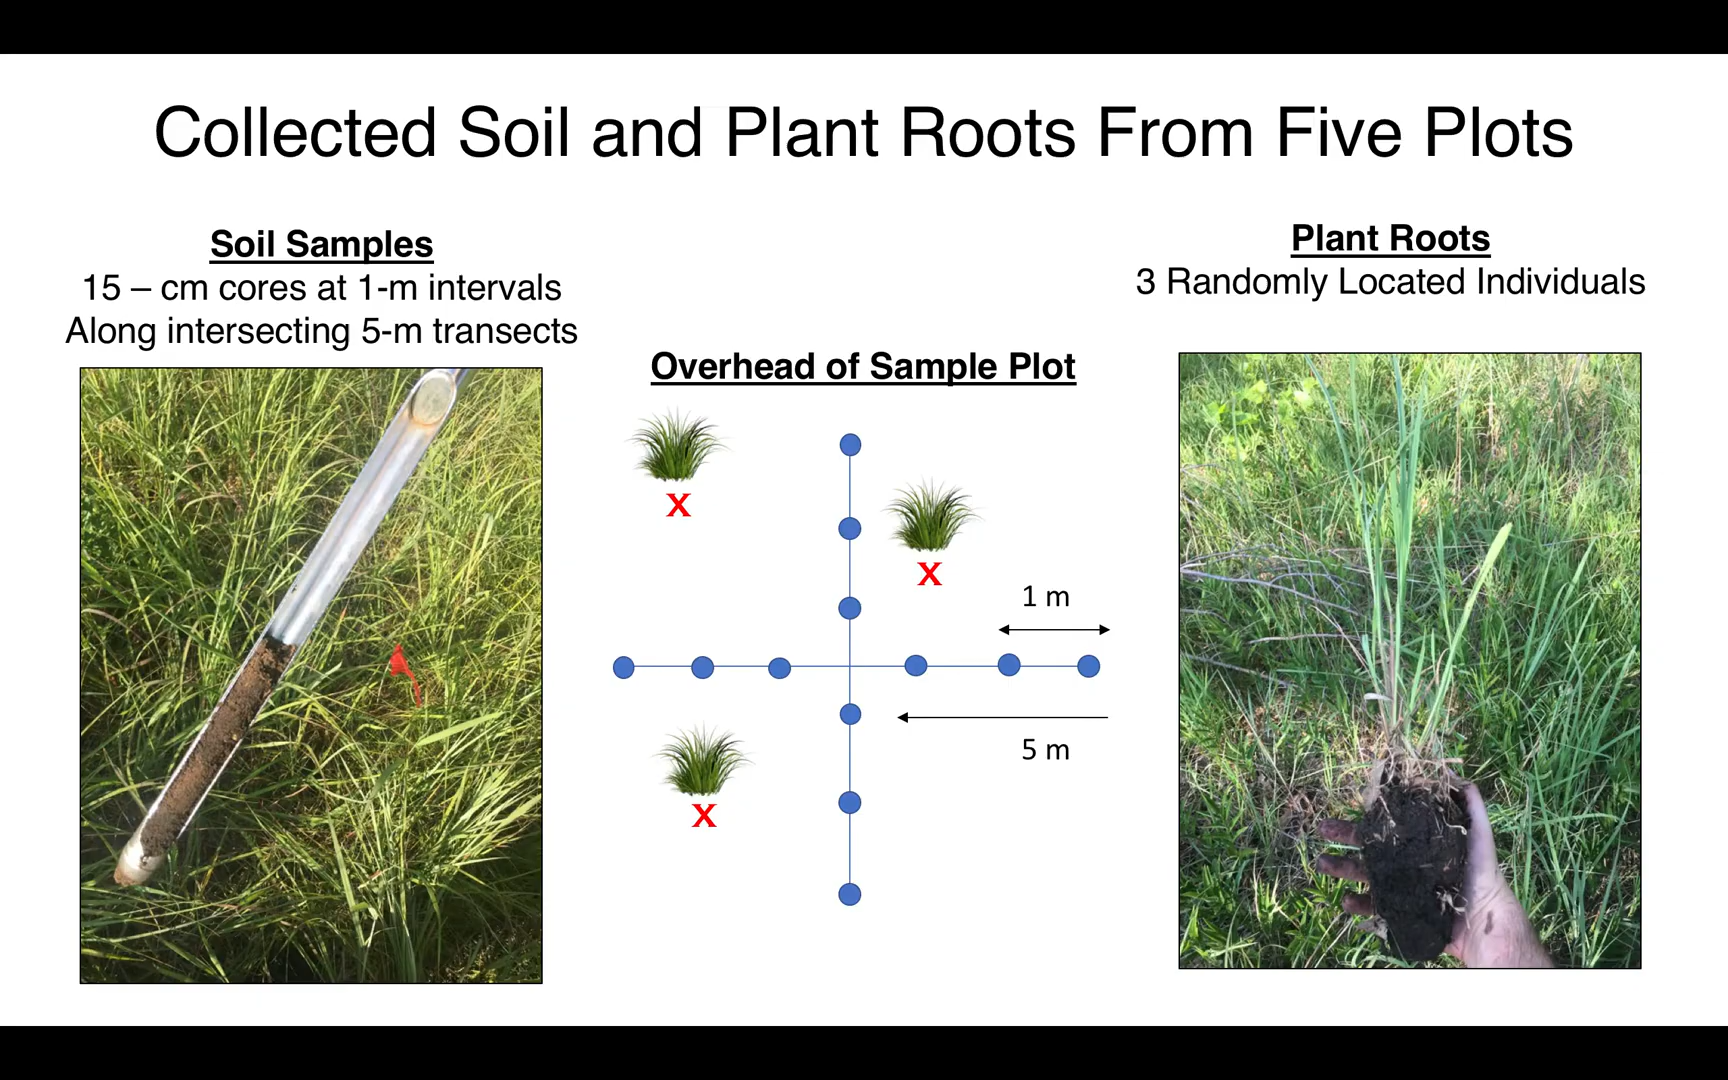 Collected Soil and Plant Roots From Five Plots
Soil Samples
15 – cm cores at 1-m intervals
Along intersecting 5-m transects
Overhead of Sample Plot
X
X
1 m
5 m
X
Plant Roots
3 Randomly Located Individuals